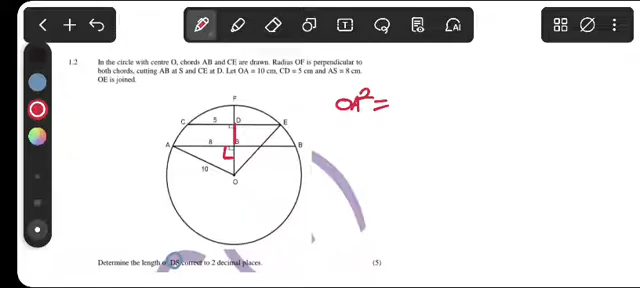 1.2 In the circle with centre O, chords AB and CE are drawn. Radius OF is perpendicular to
both chords, cutting AB at S and CE at D. Let OA = 10 cm, CD = 5 cm and AS = 8 cm.
OE is joined.
OA² =
F
C 5 D E
A 8 S B
10
O
Determine the length of DS correct to 2 decimal places. (5)